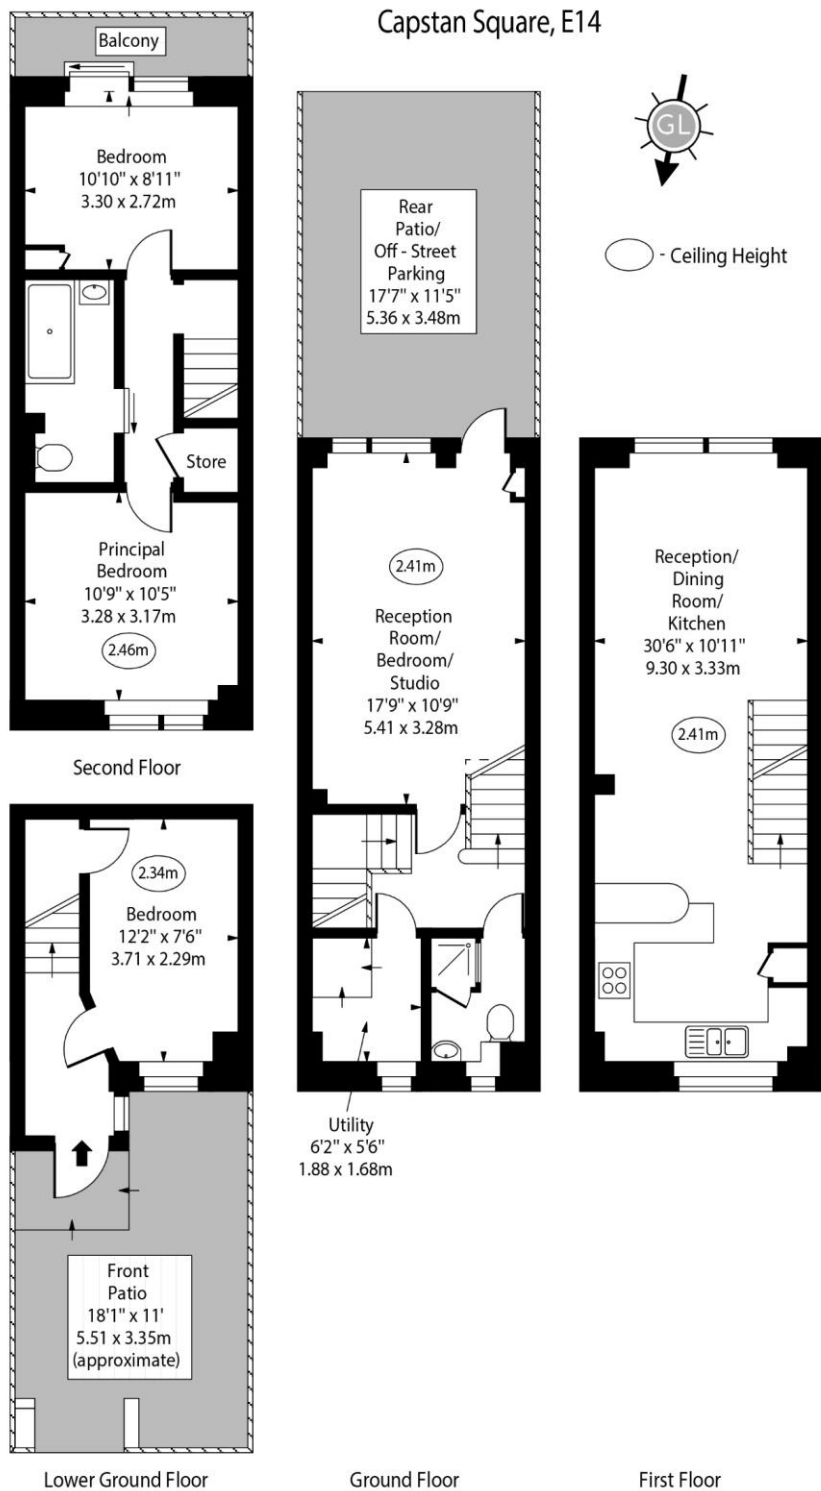 Capstan Square, E14
GL
- Ceiling Height
Balcony
Bedroom
10'10" x 8'11"
3.30 x 2.72m
Store
Principal
Bedroom
10'9" x 10'5"
3.28 x 3.17m
2.46m
Second Floor
2.34m
Bedroom
12'2" x 7'6"
3.71 x 2.29m
Front
Patio
18'1" x 11'
5.51 x 3.35m
(approximate)
Lower Ground Floor
Rear
Patio/
Off - Street
Parking
17'7" x 11'5"
5.36 x 3.48m
2.41m
Reception
Room/
Bedroom/
Studio
17'9" x 10'9"
5.41 x 3.28m
Utility
6'2" x 5'6"
1.88 x 1.68m
Ground Floor
Reception/
Dining
Room/
Kitchen
30'6" x 10'11"
9.30 x 3.33m
2.41m
First Floor